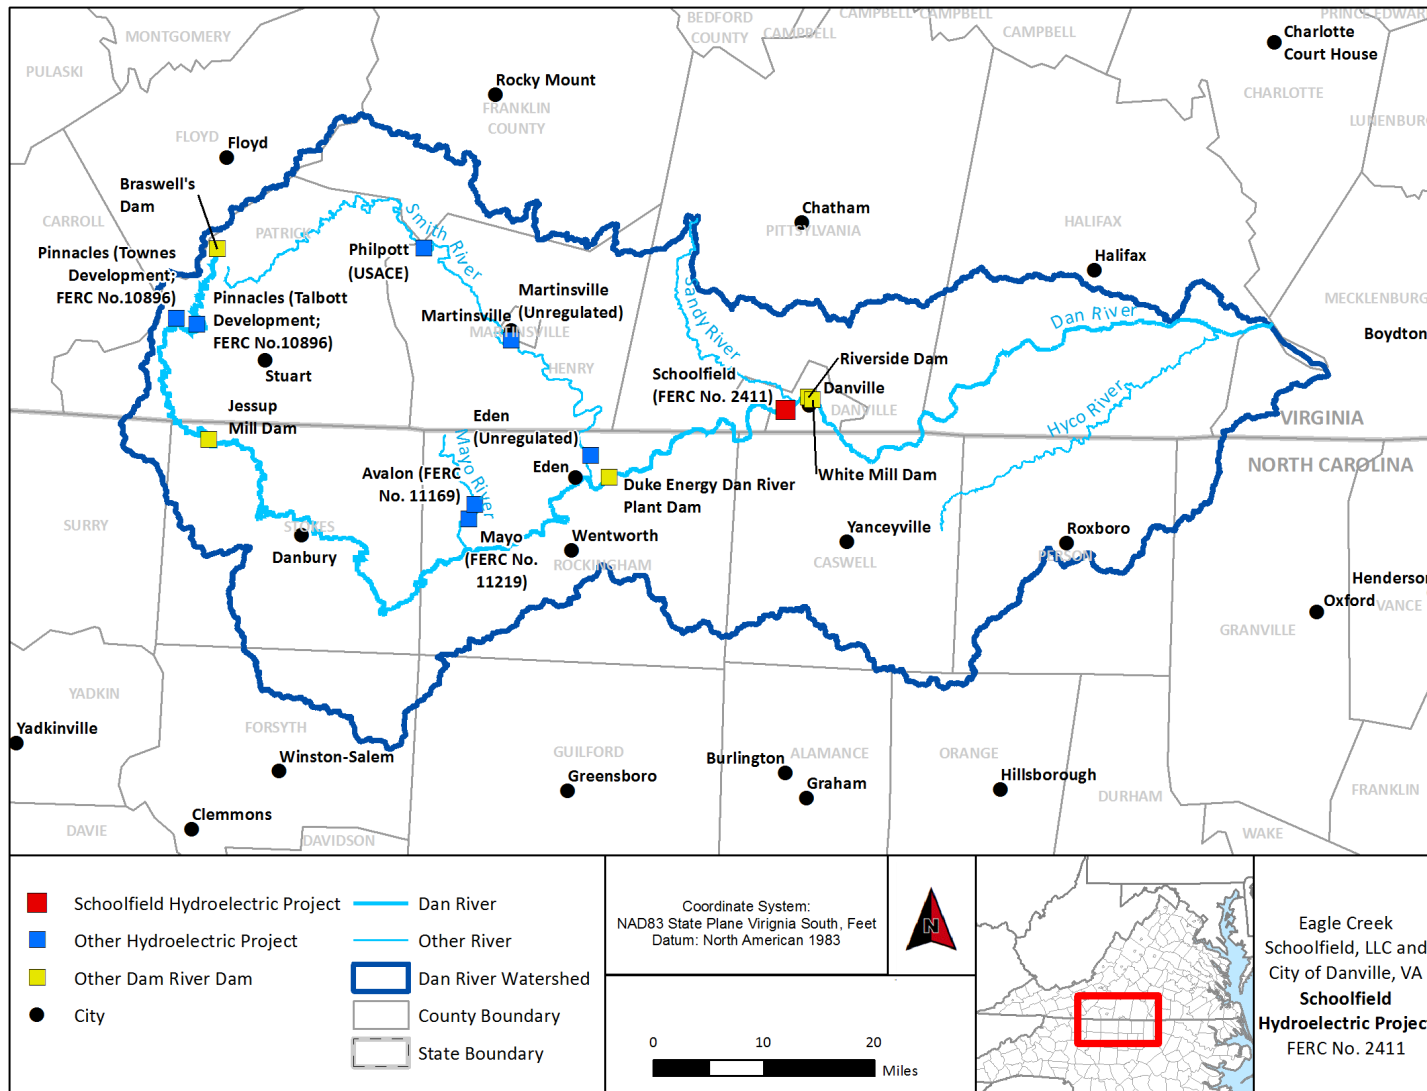 BEDFORD
COUNTY
CAMPBELL
CAMPBELL
CAMPBELL
CAMPBELL
PRINCE EDWAR
MONTGOMERY
PULASKI
Charlotte
Court House
Rocky Mount
FRANKLIN
COUNTY
CHARLOTTE
LUNENBURG
FLOYD
Floyd
Braswell's
Dam
CARROLL
PATRICK
Smith River
Chatham
PITTSYLVANIA
HALIFAX
Halifax
Pinnacles (Townes
Development;
FERC No.10896)
Philpott
(USACE)
Pinnacles (Talbott
Development;
FERC No.10896)
Martinsville
(Unregulated)
Martinsville
MARTINSVILLE
Sandy River
Dan River
MECKLENBURG
Boydton
Stuart
HENRY
Schoolfield
(FERC No. 2411)
Riverside Dam
Danville
DANVILLE
Hyco River
Jessup
Mill Dam
Eden
(Unregulated)
VIRGINIA
NORTH CAROLINA
Mayo River
Avalon (FERC
No. 11169)
Eden
Duke Energy Dan River
Plant Dam
White Mill Dam
SURRY
STOKES
Danbury
Mayo
(FERC No.
11219)
Wentworth
ROCKINGHAM
Yanceyville
CASWELL
Roxboro
PERSON
Henderson
Oxford
VANCE
GRANVILLE
YADKIN
Yadkinville
FORSYTH
Winston-Salem
GUILFORD
Greensboro
Burlington
ALAMANCE
Graham
ORANGE
Hillsborough
DURHAM
FRANKLIN
Clemmons
DAVIE
DAVIDSON
WAKE
Schoolfield Hydroelectric Project
Other Hydroelectric Project
Other Dam River Dam
City
Dan River
Other River
Dan River Watershed
County Boundary
State Boundary
Coordinate System:
NAD83 State Plane Virignia South, Feet
Datum: North American 1983
N
0 10 20
Miles
Eagle Creek
Schoolfield, LLC and
City of Danville, VA
Schoolfield
Hydroelectric Project
FERC No. 2411